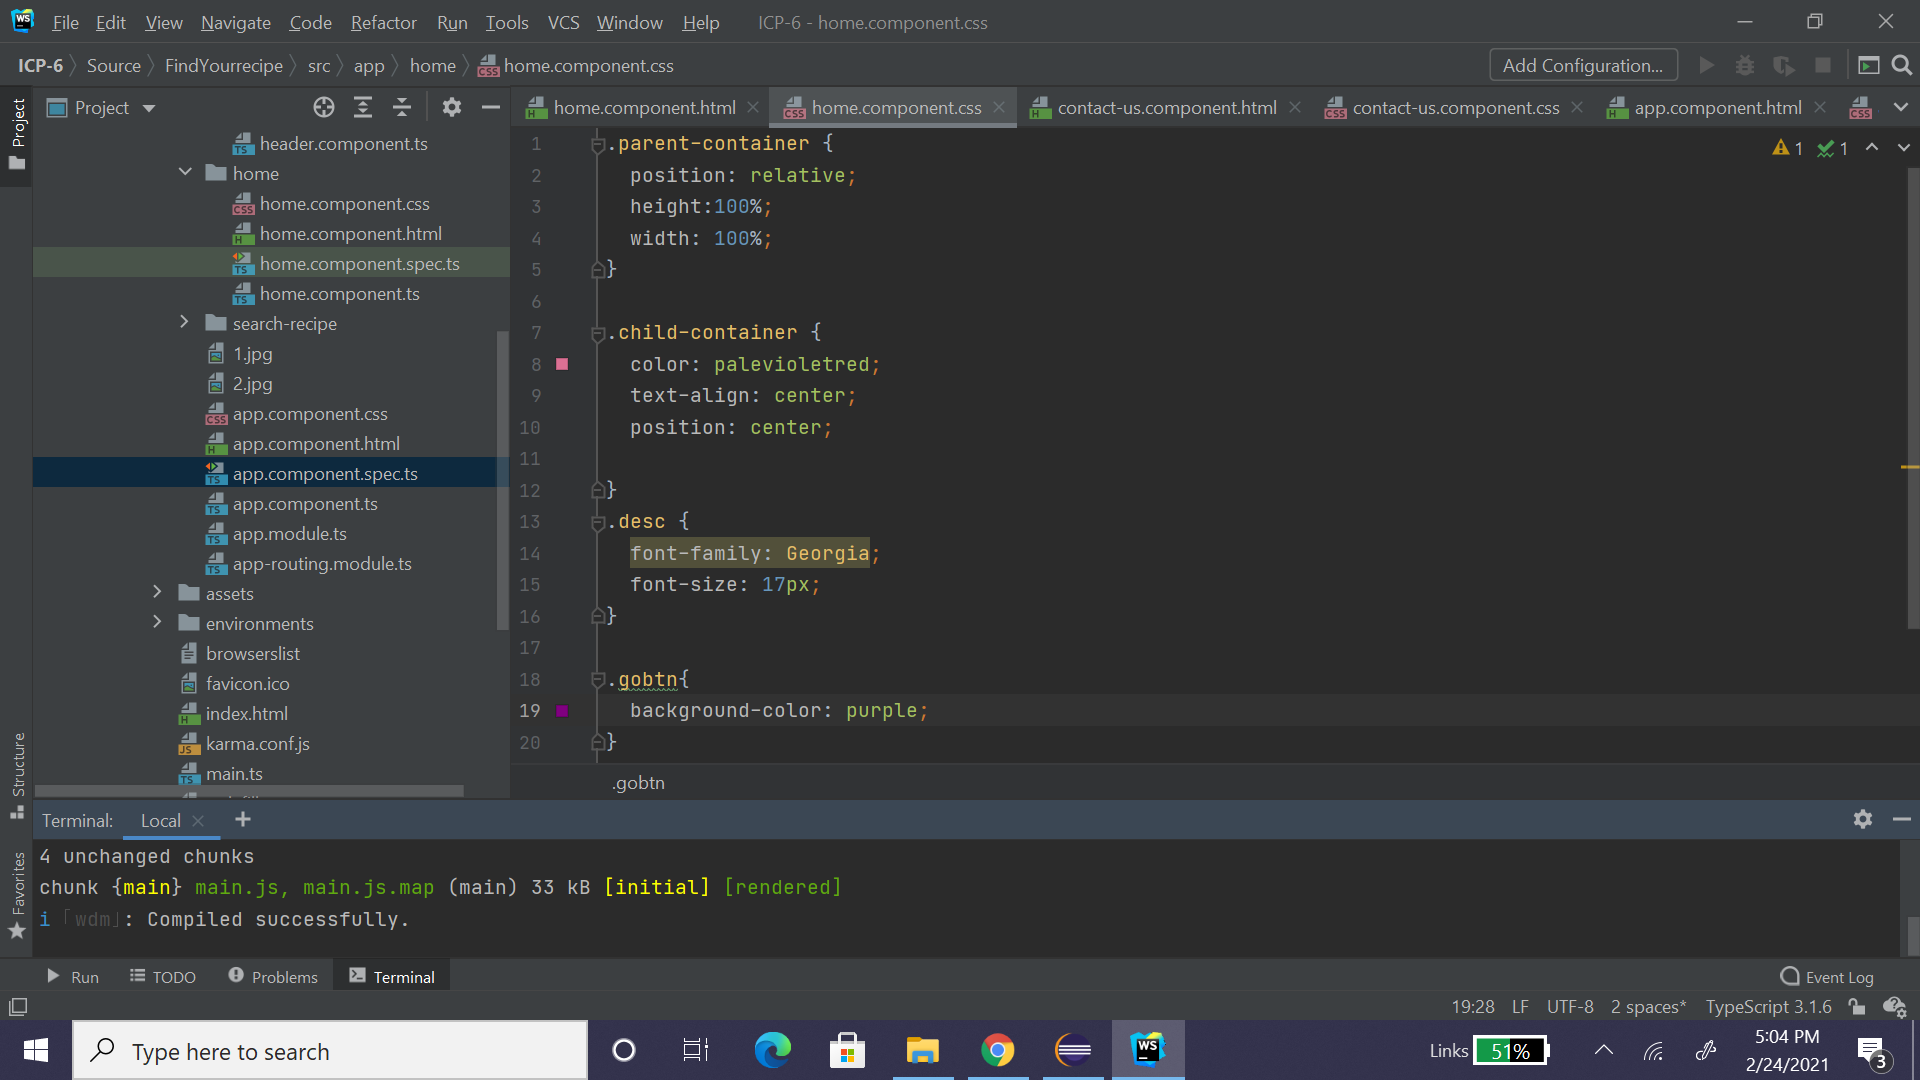 File Edit View Navigate Code Refactor Run Tools VCS Window Help ICP-6 - home.component.css
ICP-6 Source FindYourrecipe src app home home.component.css Add Configuration...
Project
Project
home.component.html home.component.css contact-us.component.html contact-us.component.css app.component.html
header.component.ts
home
home.component.css
home.component.html
home.component.spec.ts
home.component.ts
search-recipe
1.jpg
2.jpg
app.component.css
app.component.html
app.component.spec.ts
app.component.ts
app.module.ts
app-routing.module.ts
assets
environments
browserslist
favicon.ico
index.html
karma.conf.js
main.ts
1 .parent-container {
2 position: relative;
3 height:100%;
4 width: 100%;
5 }
6
7 .child-container {
8 color: palevioletred;
9 text-align: center;
10 position: center;
11
12 }
13 .desc {
14 font-family: Georgia;
15 font-size: 17px;
16 }
17
18 .gobtn{
19 background-color: purple;
20 }
1 1
.gobtn
Structure
Favorites
Terminal: Local
4 unchanged chunks
chunk {main} main.js, main.js.map (main) 33 kB [initial] [rendered]
i ｢wdm｣: Compiled successfully.
Run TODO Problems Terminal Event Log
19:28 LF UTF-8 2 spaces* TypeScript 3.1.6
Type here to search
Links 51% 5:04 PM
2/24/2021
3